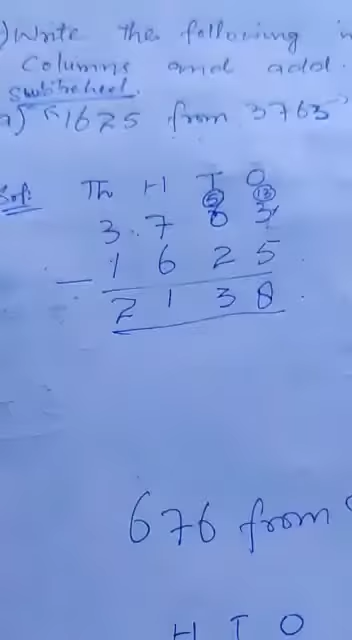 )Write the following in
Columns and add.
Subtracted.
a) 1625 from 3763
Sol: Th H T O
5 13
3 7 6 3
- 1 6 2 5
2 1 3 8
676 from
H T O